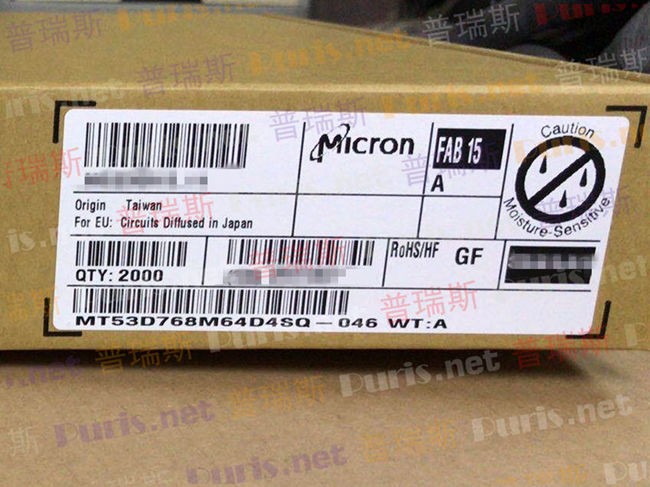 Micron
FAB 15
A
Caution
Moisture-Sensitive
Origin Taiwan
For EU: Circuits Diffused in Japan
QTY: 2000
RoHS/HF GF
MT53D768M64D4SQ-046 WT:A
普瑞斯 Puris.net